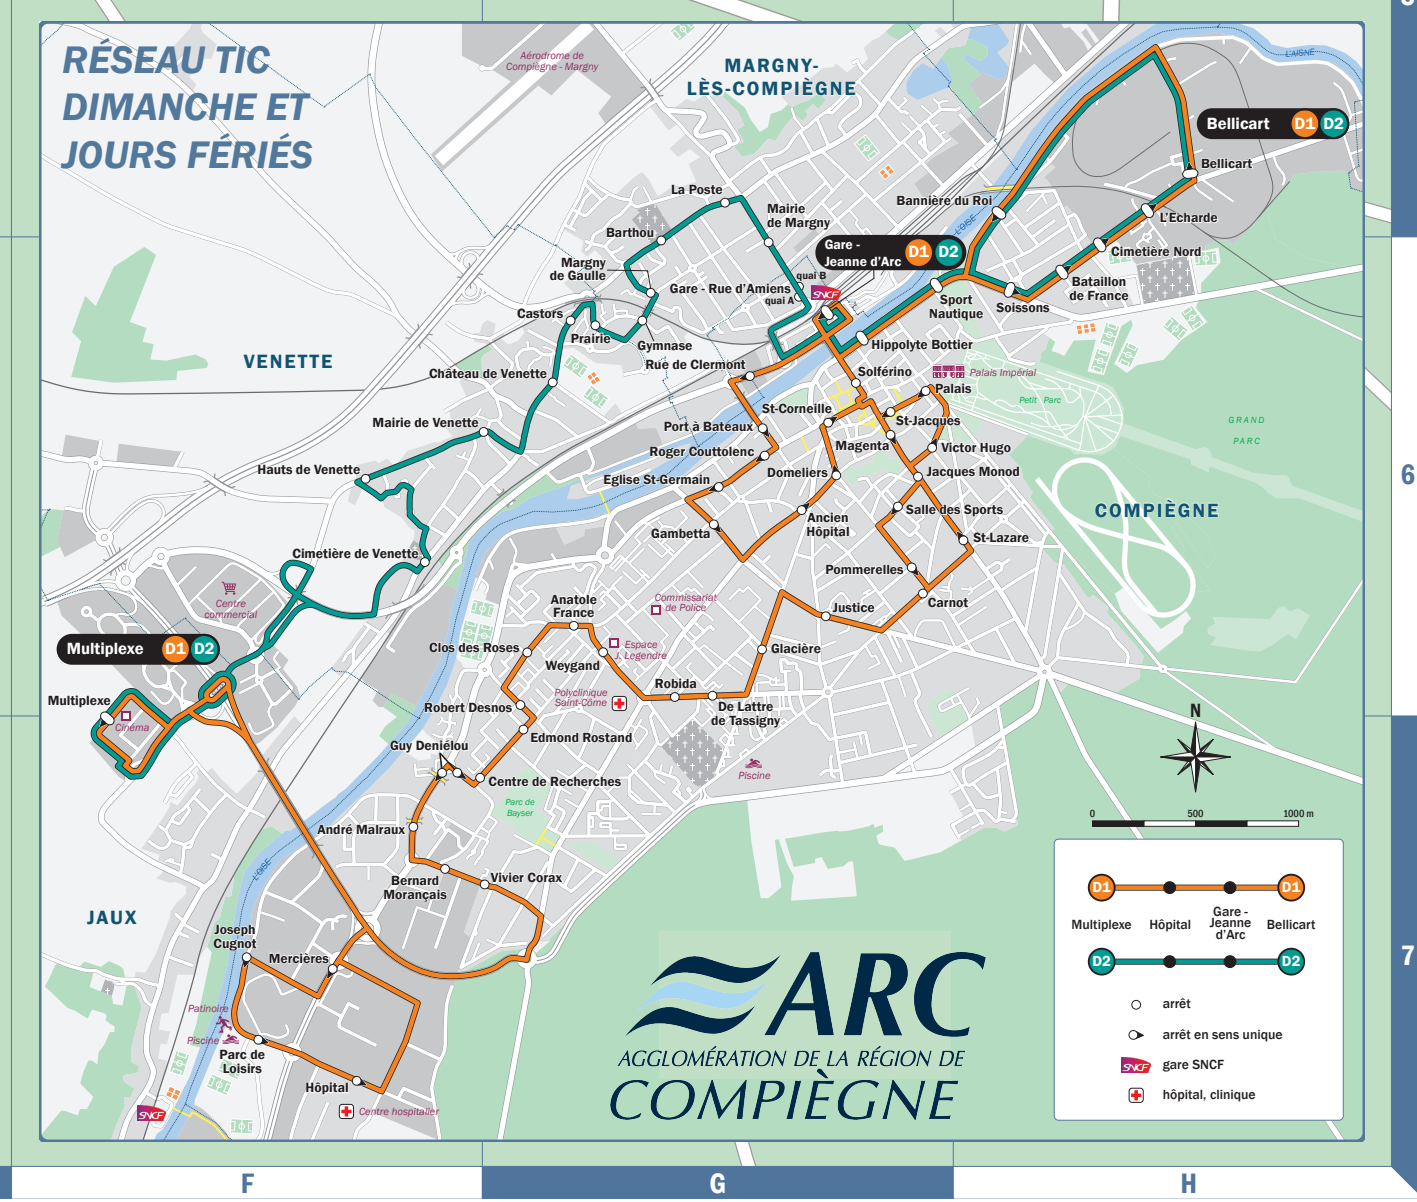 RÉSEAU TIC
DIMANCHE ET
JOURS FÉRIÉS
Aérodrome de
Compiègne - Margny
MARGNY-
LÈS-COMPIÈGNE
L'AISNE
Bellicart D1 D2
Bellicart
La Poste
Bannière du Roi
L'Echarde
Mairie
de Margny
Barthou
L'OISE
Cimetière Nord
Gare -
Jeanne d'Arc D1 D2
Margny
de Gaulle
quai B
Gare - Rue d'Amiens
quai A
SNCF
Bataillon
de France
Sport
Nautique
Soissons
Castors
Prairie
Gymnase
Hippolyte Bottier
VENETTE
Rue de Clermont
Château de Venette
Solférino
Palais Impérial
Palais
Petit Parc
St-Corneille
GRAND
PARC
Mairie de Venette
Port à Bateaux
St-Jacques
Magenta
Victor Hugo
Roger Couttolenc
Hauts de Venette
Domeliers
Jacques Monod
Eglise St-Germain
COMPIÈGNE
6
Salle des Sports
Ancien
Hôpital
Gambetta
St-Lazare
Cimetière de Venette
Pommerelles
Centre
commercial
Anatole
France
Commissariat
de Police
Justice
Carnot
Multiplexe D1 D2
Clos des Roses
Espace
J. Legendre
Glacière
Weygand
Multiplexe
Polyclinique
Saint-Côme
Robida
Cinéma
Robert Desnos
De Lattre
de Tassigny
N
Edmond Rostand
Guy Deniélou
Piscine
Centre de Recherches
Parc de
Bayser
0 500 1000 m
André Malraux
L'OISE
Bernard
Morançais
Vivier Corax
D1 D1
JAUX
Multiplexe
Hôpital
Gare -
Jeanne
d'Arc
Bellicart
Joseph
Cugnot
Mercières
D2 D2
7
ARC
AGGLOMÉRATION DE LA RÉGION DE
COMPIÈGNE
arrêt
Patinoire
arrêt en sens unique
Piscine
Parc de
Loisirs
SNCF gare SNCF
Hôpital
hôpital, clinique
SNCF
Centre hospitalier
F
G
H